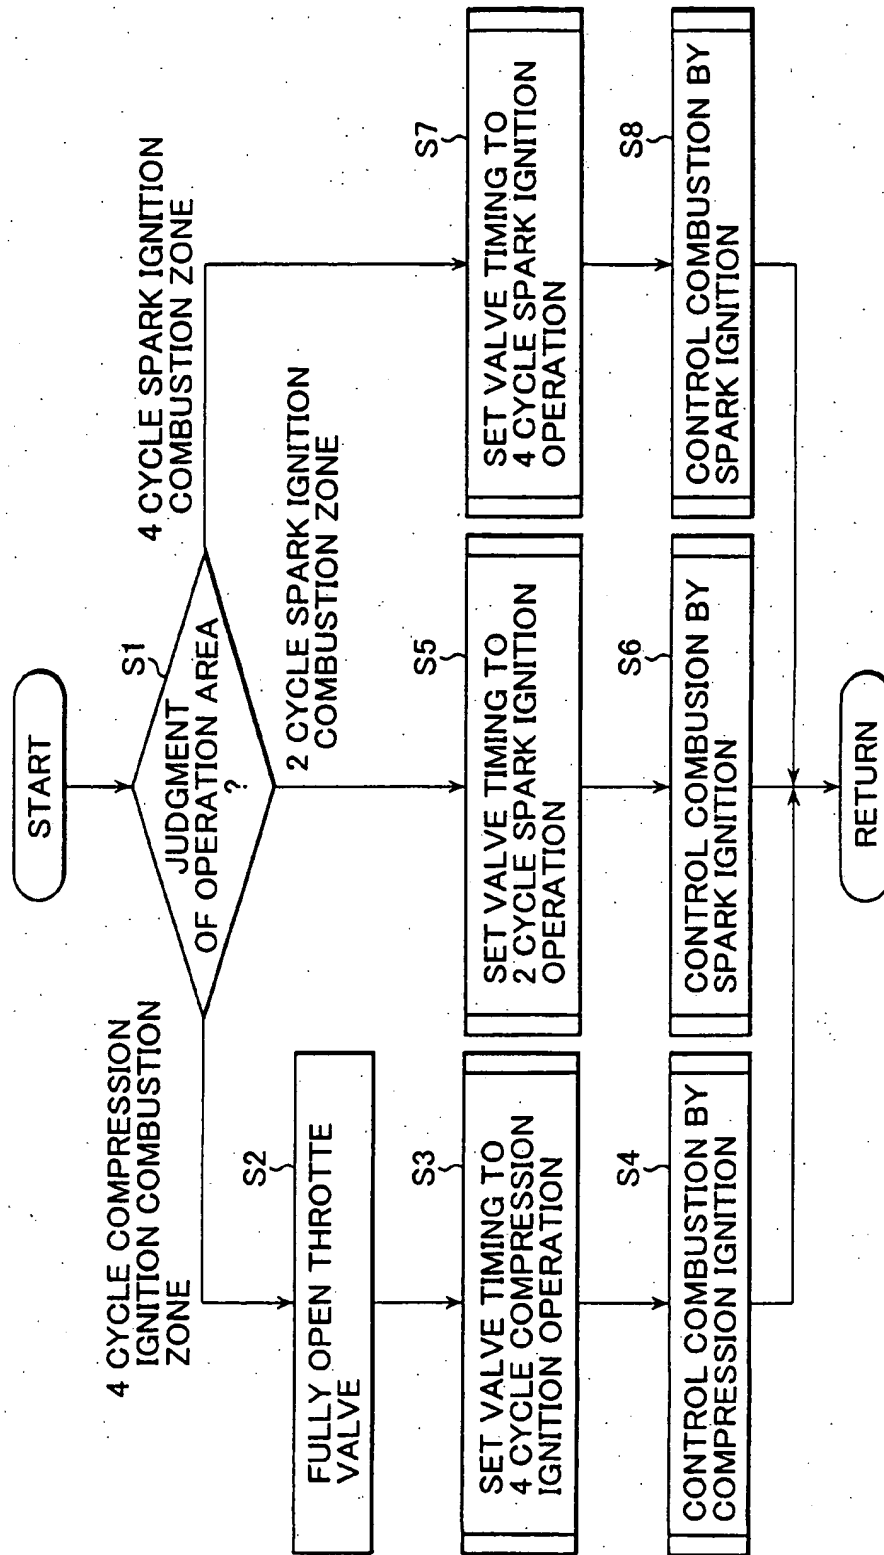 START
S1
JUDGMENT
OF OPERATION AREA
?
4 CYCLE COMPRESSION
IGNITION COMBUSTION
ZONE
2 CYCLE SPARK IGNITION
COMBUSTION ZONE
4 CYCLE SPARK IGNITION
COMBUSTION ZONE
S2
FULLY OPEN THROTTE
VALVE
S3
SET VALVE TIMING TO
4 CYCLE COMPRESSION
IGNITION OPERATION
S4
CONTROL COMBUSTION BY
COMPRESSION IGNITION
S5
SET VALVE TIMING TO
2 CYCLE SPARK IGNITION
OPERATION
S6
CONTROL COMBUSION BY
SPARK IGNITION
S7
SET VALVE TIMING TO
4 CYCLE SPARK IGNITION
OPERATION
S8
CONTROL COMBUSTION BY
SPARK IGNITION
RETURN